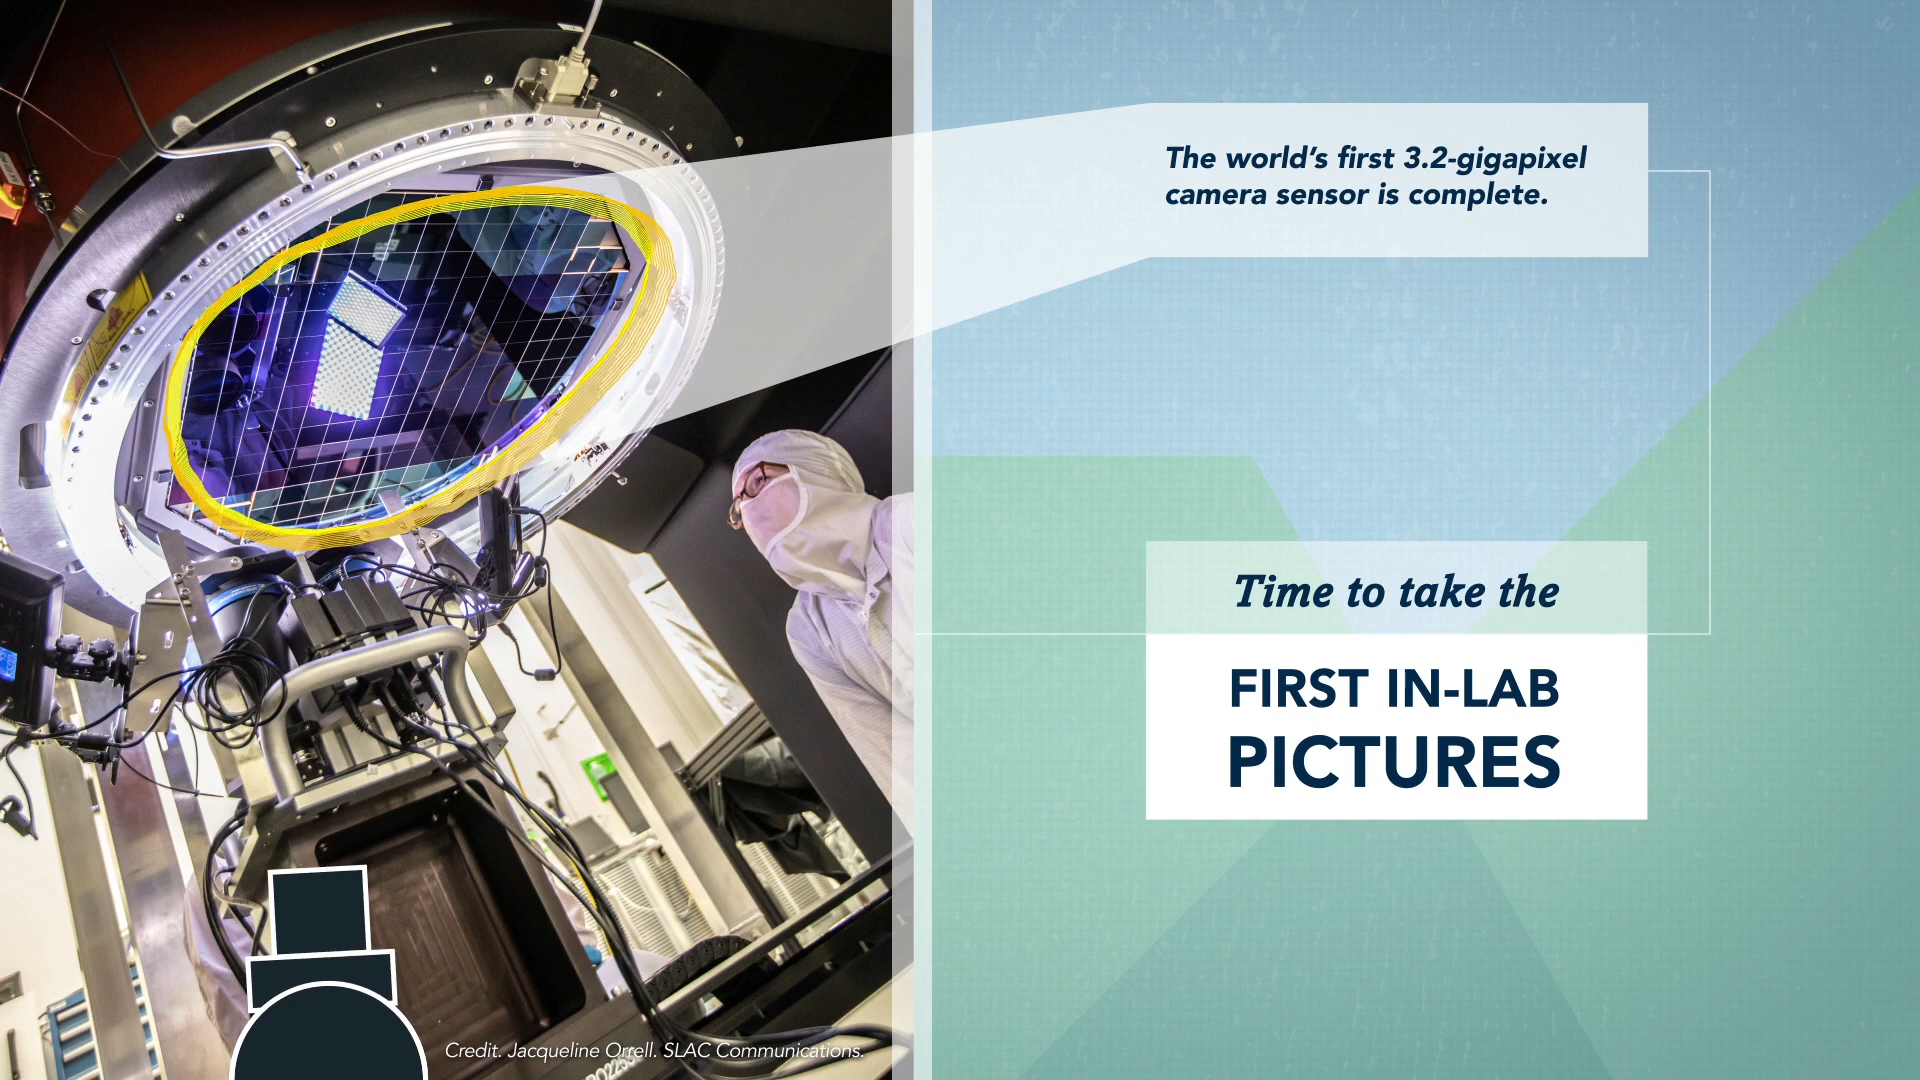 The world's first 3.2-gigapixel
camera sensor is complete.
Time to take the
FIRST IN-LAB
PICTURES
Credit. Jacqueline Orrell. SLAC Communications.